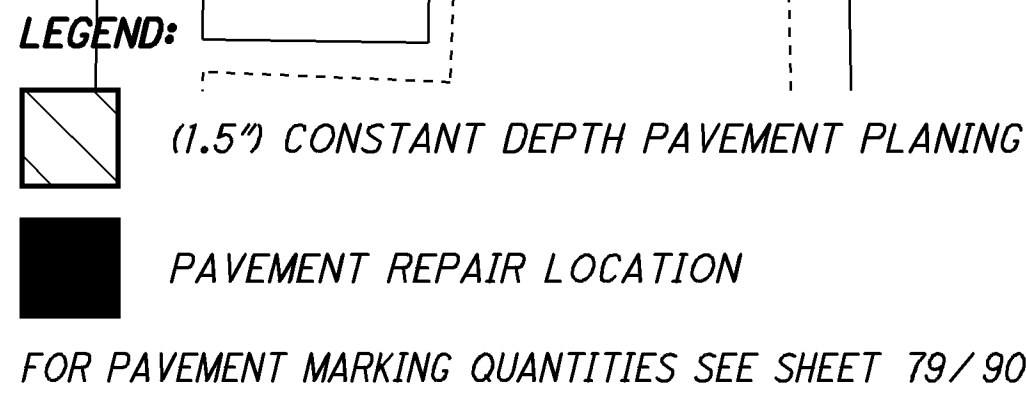 LEGEND:
(1.5") CONSTANT DEPTH PAVEMENT PLANING
PAVEMENT REPAIR LOCATION
FOR PAVEMENT MARKING QUANTITIES SEE SHEET 79/90